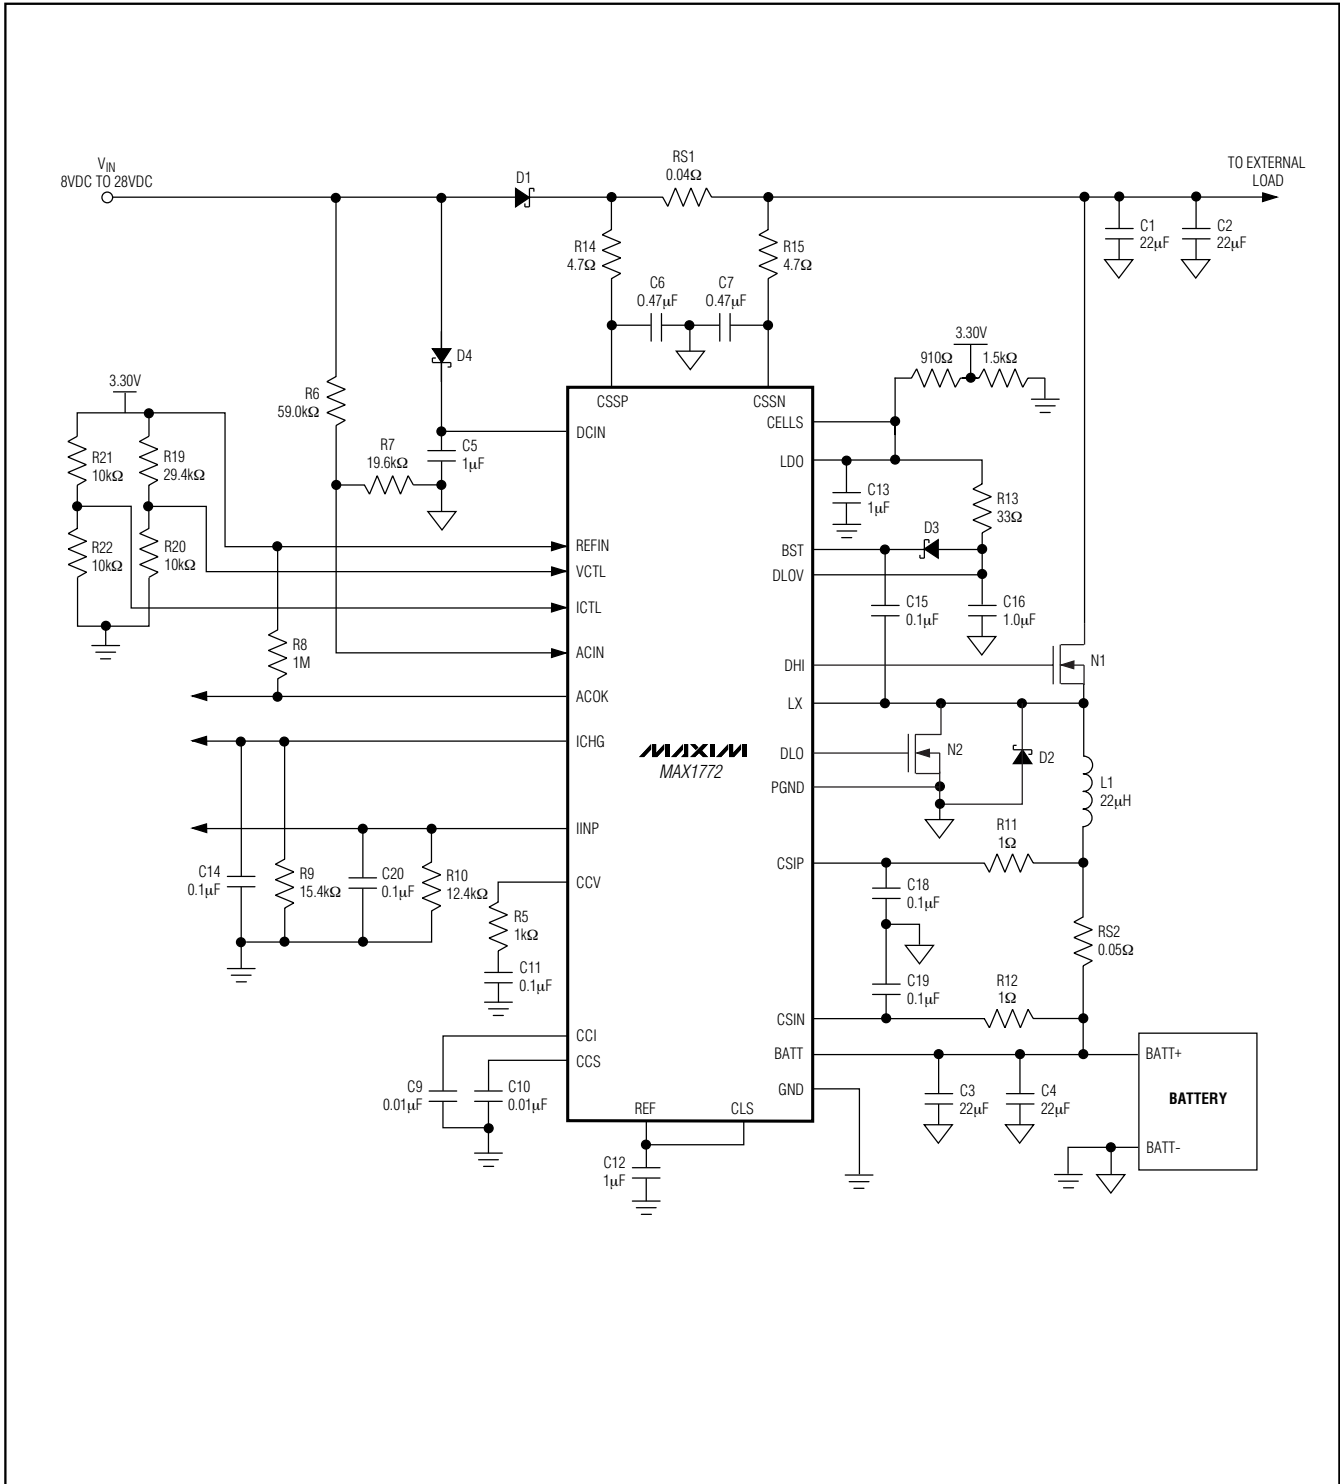 VIN
8VDC TO 28VDC
D1
RS1
0.04Ω
TO EXTERNAL
LOAD
R14
4.7Ω
R15
4.7Ω
C1
22µF
C2
22µF
C6
0.47µF
C7
0.47µF
D4
3.30V
910Ω
1.5kΩ
3.30V
R6
59.0kΩ
CSSP
CSSN
CELLS
DCIN
R21
10kΩ
R19
29.4kΩ
R7
19.6kΩ
C5
1µF
LDO
C13
1µF
R13
33Ω
D3
R22
10kΩ
R20
10kΩ
REFIN
BST
VCTL
DLOV
ICTL
C15
0.1µF
C16
1.0µF
R8
1M
ACIN
DHI
N1
ACOK
LX
ICHG
MAXIM
MAX1772
DLO
N2
D2
PGND
L1
22µH
IINP
R11
1Ω
CSIP
C14
0.1µF
R9
15.4kΩ
C20
0.1µF
R10
12.4kΩ
CCV
C18
0.1µF
R5
1kΩ
RS2
0.05Ω
C11
0.1µF
C19
0.1µF
R12
1Ω
CSIN
CCI
BATT
BATT+
CCS
GND
C9
0.01µF
C10
0.01µF
C3
22µF
C4
22µF
BATTERY
REF
CLS
BATT-
C12
1µF